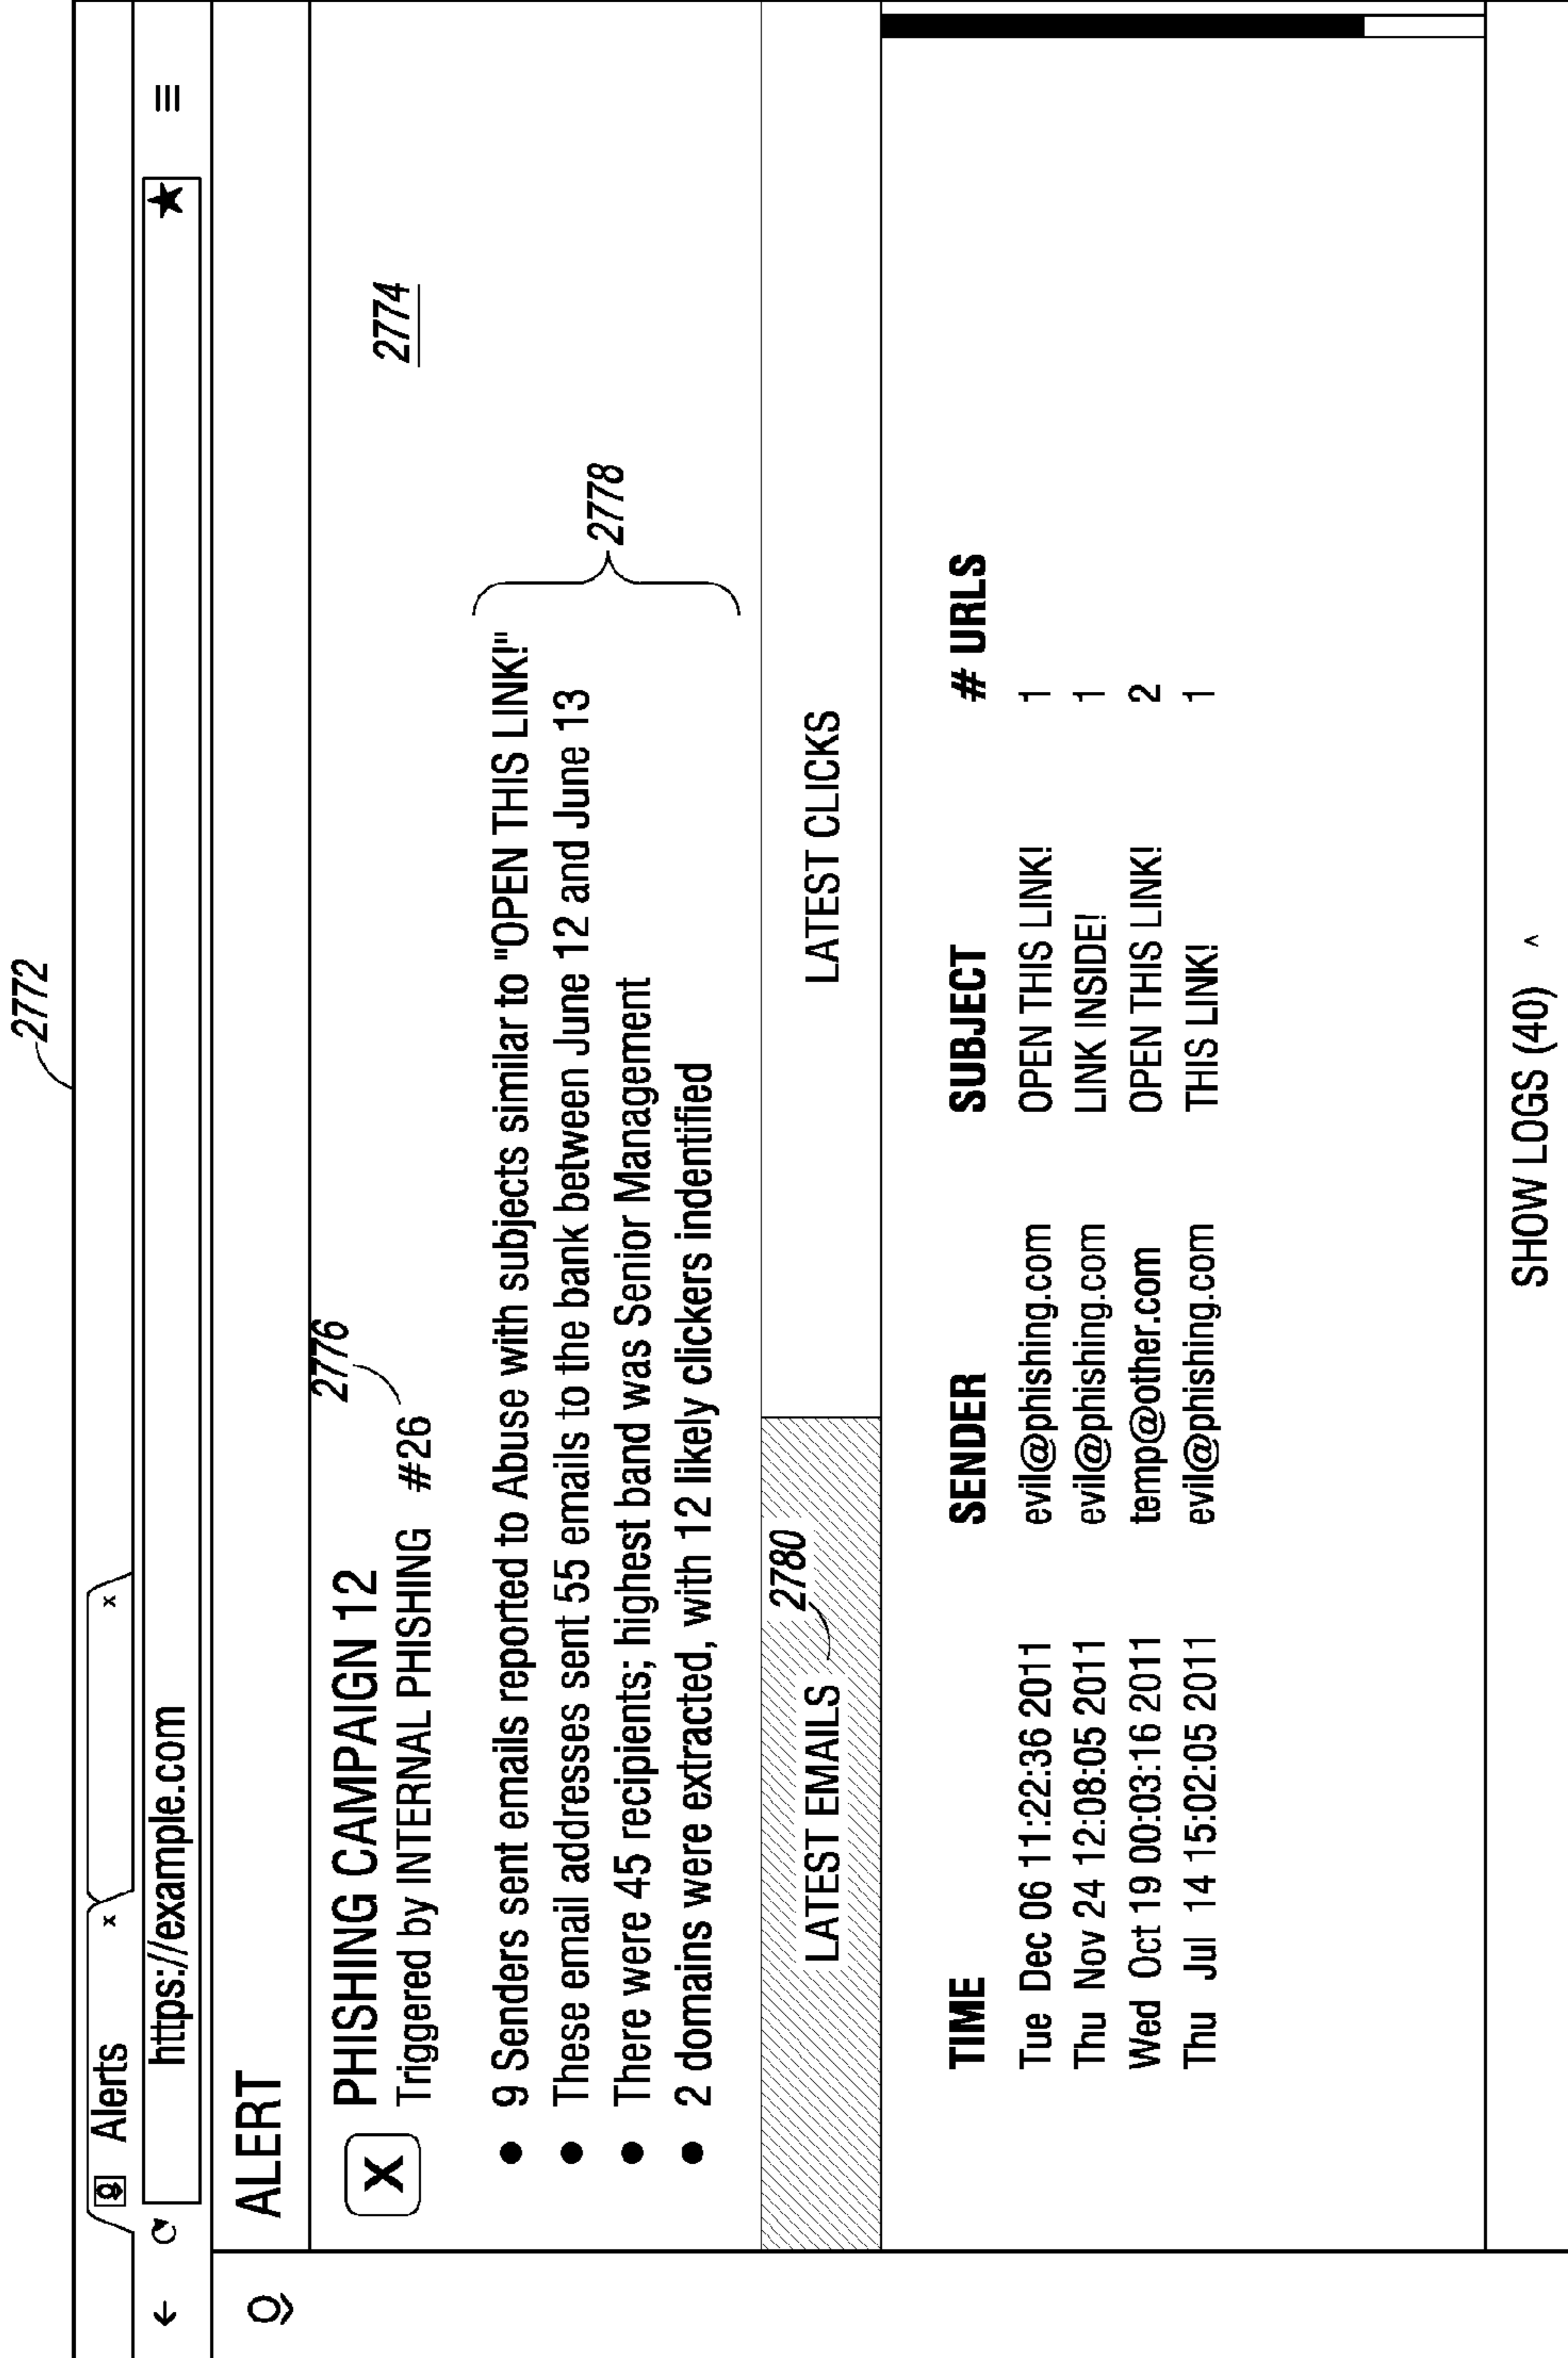 2772
Alerts x x
https://example.com
ALERT
2776
X PHISHING CAMPAIGN 12
Triggered by INTERNAL PHISHING #26
2774
● 9 Senders sent emails reported to Abuse with subjects similar to "OPEN THIS LINK!"
● These email addresses sent 55 emails to the bank between June 12 and June 13
● There were 45 recipients; highest band was Senior Management
● 2 domains were extracted, with 12 likely clickers indentified
2778
2780
LATEST EMAILS LATEST CLICKS
TIME SENDER SUBJECT # URLS
Tue Dec 06 11:22:36 2011 evil@phishing.com OPEN THIS LINK! 1
Thu Nov 24 12:08:05 2011 evil@phishing.com LINK INSIDE! 1
Wed Oct 19 00:03:16 2011 temp@other.com OPEN THIS LINK! 2
Thu Jul 14 15:02:05 2011 evil@phishing.com THIS LINK! 1
SHOW LOGS (40) ^